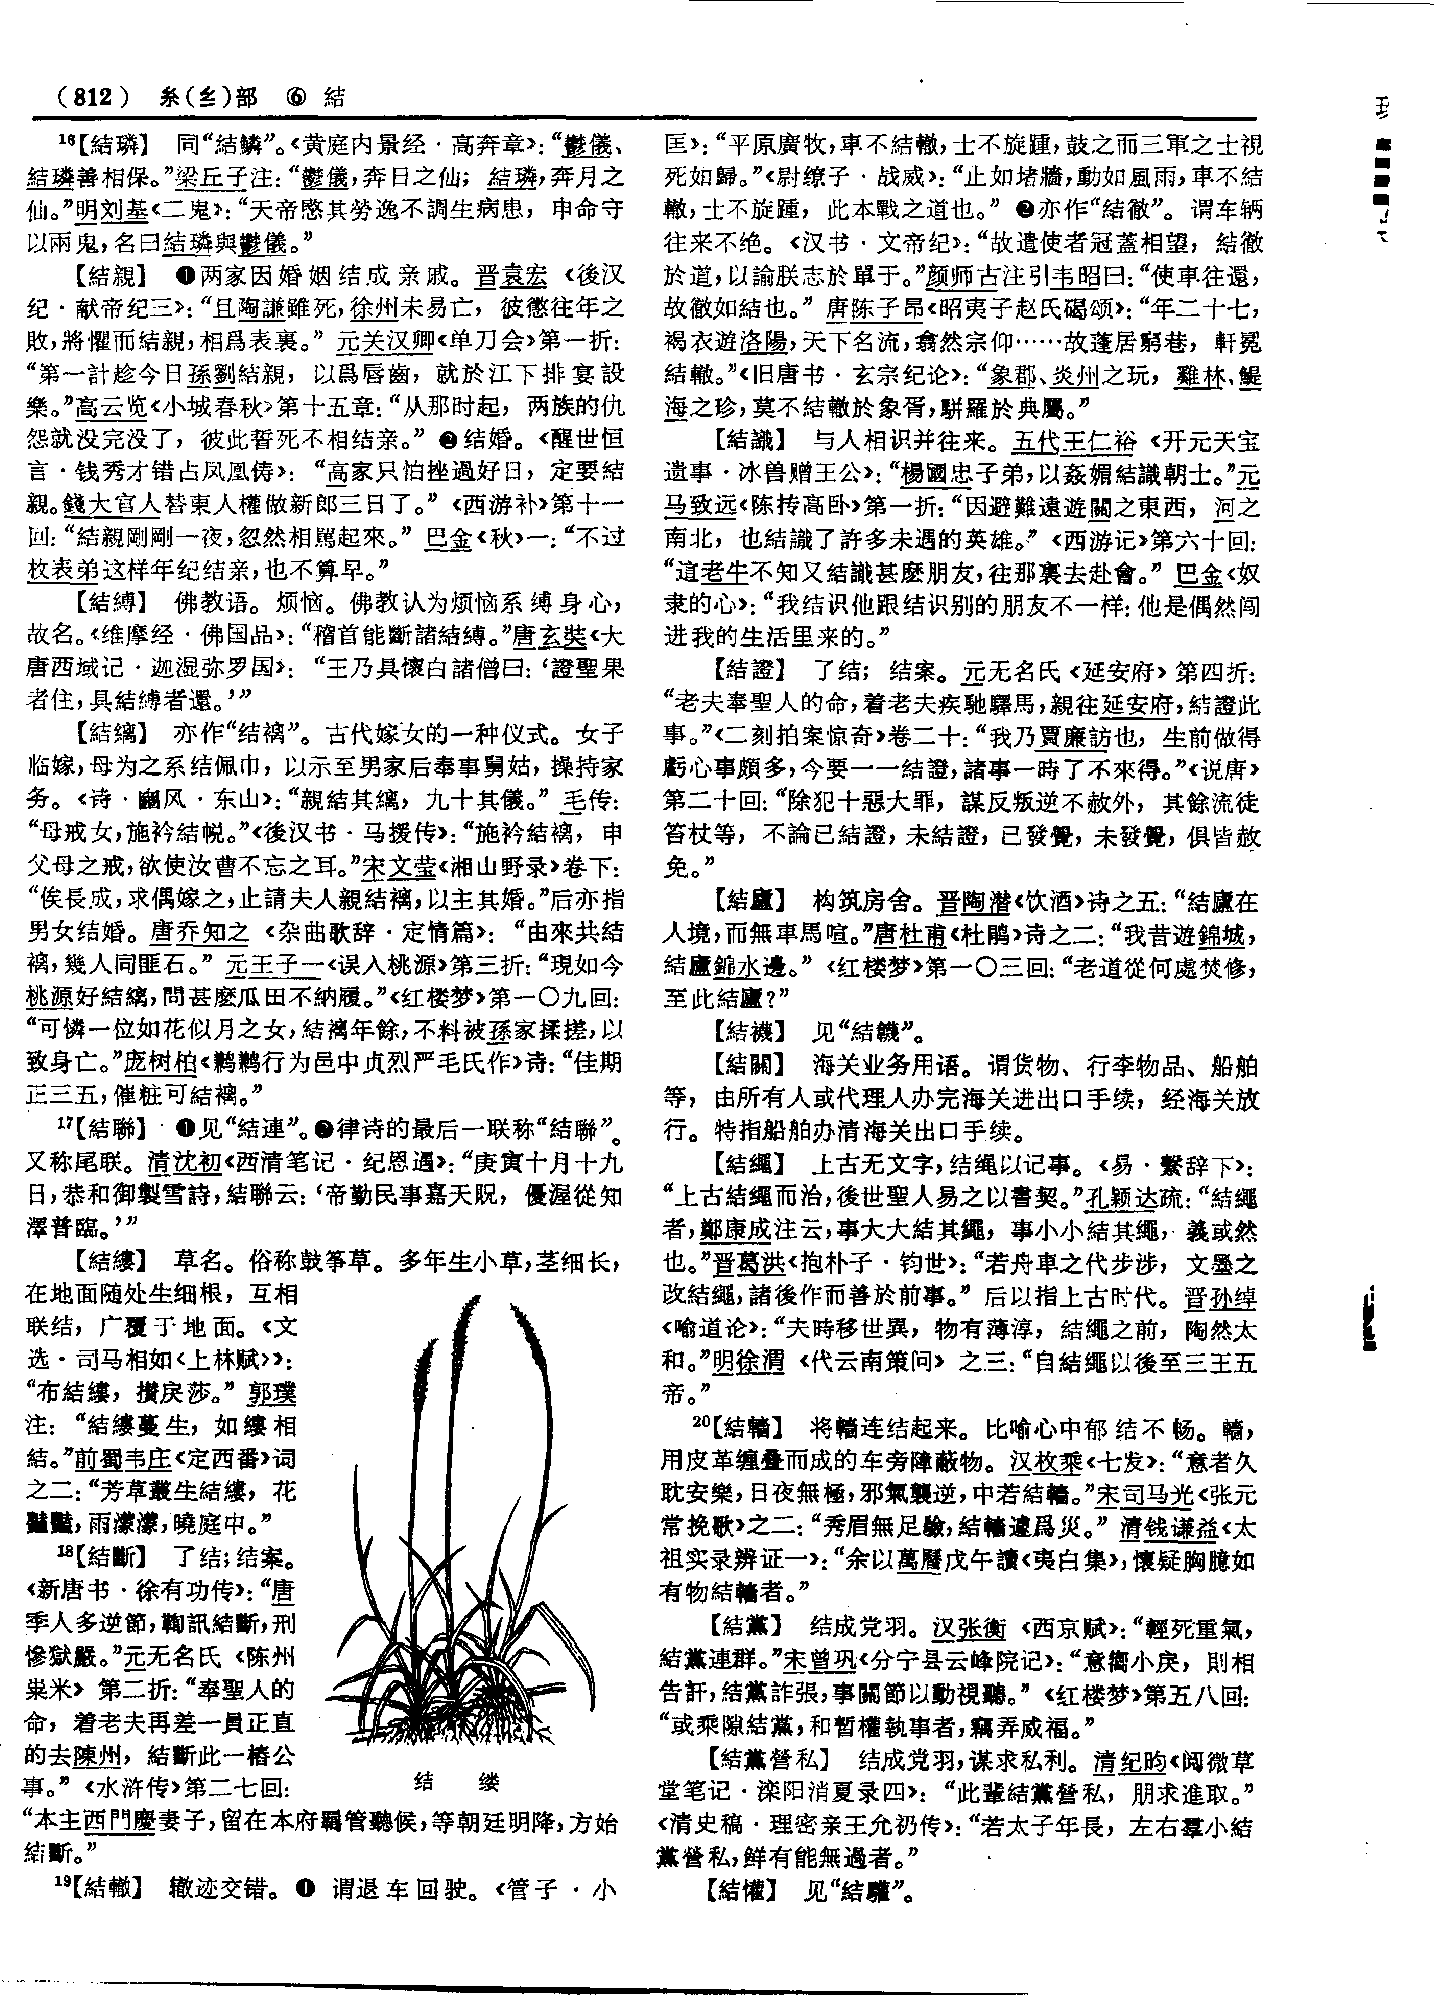 （812） 糸（纟）部 ⑥ 結
16【結璘】 同“結鳞”。《黄庭内景经·高奔章》：“鬱儀、
結璘善相保。”梁丘子注：“鬱儀，奔日之仙；結璘，奔月之
仙。”明刘基《二鬼》：“天帝愍其勞逸不調生病患，申命守
以兩鬼，名曰結璘與鬱儀。”
【結親】 ❶两家因婚姻结成亲戚。晋袁宏《後汉
纪·献帝纪三》：“且陶謙雖死，徐州未易亡，彼懲往年之
敗，將懼而結親，相爲表裏。”元关汉卿《单刀会》第一折：
“第一計趁今日孫劉結親，以爲唇齒，就於江下排宴設
樂。”高云览《小城春秋》第十五章：“从那时起，两族的仇
怨就没完没了，彼此誓死不相结亲。”❷结婚。《醒世恒
言·钱秀才错占凤凰俦》：“高家只怕挫過好日，定要結
親。錢大官人替東人權做新郎三日了。”《西游补》第十一
回：“結親剛剛一夜，忽然相駡起來。”巴金《秋》一：“不过
枚表弟这样年纪结亲，也不算早。”
【結縛】 佛教语。烦恼。佛教认为烦恼系缚身心，
故名。《维摩经·佛国品》：“稽首能斷諸結縛。”唐玄奘《大
唐西域记·迦湿弥罗国》：“王乃具懷白諸僧曰：‘證聖果
者住，具結縛者還。’”
【結縭】 亦作“结褵”。古代嫁女的一种仪式。女子
临嫁，母为之系结佩巾，以示至男家后奉事舅姑，操持家
务。《诗·豳风·东山》：“親結其縭，九十其儀。”毛传：
“母戒女，施衿結帨。”《後汉书·马援传》：“施衿結褵，申
父母之戒，欲使汝曹不忘之耳。”宋文莹《湘山野录》卷下：
“俟長成，求偶嫁之，止請夫人親結褵，以主其婚。”后亦指
男女结婚。唐乔知之《杂曲歌辞·定情篇》：“由來共結
褵，幾人同匪石。”元王子一《误入桃源》第三折：“現如今
桃源好結縭，問甚麽瓜田不納履。”《红楼梦》第一〇九回：
“可憐一位如花似月之女，結褵年餘，不料被孫家揉搓，以
致身亡。”庞树柏《鹣鹣行为邑中贞烈严毛氏作》诗：“佳期
正三五，催粧可結褵。”
17【結聯】 ❶见“結連”。❷律诗的最后一联称“結聯”。
又称尾联。清沈初《西清笔记·纪恩遇》：“庚寅十月十九
日，恭和御製雪詩，結聯云：‘帝勤民事嘉天貺，優渥從知
澤普臨。’”
【結縷】 草名。俗称鼓筝草。多年生小草，茎细长，
在地面随处生细根，互相
联结，广覆于地面。《文
选·司马相如〈上林赋〉》：
“布結縷，攢戾莎。”郭璞
注：“結縷蔓生，如縷相
結。”前蜀韦庄《定西番》词
之二：“芳草叢生結縷，花
豔豔，雨濛濛，曉庭中。”
18【結斷】 了结；结案。
《新唐书·徐有功传》：“唐
季人多逆節，鞫訊結斷，刑
慘獄嚴。”元无名氏《陈州
粜米》第二折：“奉聖人的
命，着老夫再差一員正直
的去陳州，結斷此一樁公
事。”《水浒传》第二七回：
结 缕
“本主西門慶妻子，留在本府羈管聽候，等朝廷明降，方始
結斷。”
19【結轍】 辙迹交错。❶ 谓退车回驶。《管子·小
匡》：“平原廣牧，車不結轍，士不旋踵，鼓之而三軍之士視
死如歸。”《尉缭子·战威》：“止如堵牆，動如風雨，車不結
轍，士不旋踵，此本戰之道也。”❷亦作“結徹”。谓车辆
往来不绝。《汉书·文帝纪》：“故遣使者冠蓋相望，結徹
於道，以諭朕志於單于。”颜师古注引韦昭曰：“使車往還，
故徹如結也。”唐陈子昂《昭夷子赵氏碣颂》：“年二十七，
褐衣遊洛陽，天下名流，翕然宗仰……故蓬居窮巷，軒冕
結轍。”《旧唐书·玄宗纪论》：“象郡、炎州之玩，雞林、鯷
海之珍，莫不結轍於象胥，駢羅於典屬。”
【結識】 与人相识并往来。五代王仁裕《开元天宝
遗事·冰兽赠王公》：“楊國忠子弟，以姦媚結識朝士。”元
马致远《陈抟高卧》第一折：“因避難遠遊關之東西，河之
南北，也結識了許多未遇的英雄。”《西游记》第六十回：
“這老牛不知又結識甚麽朋友，往那裏去赴會。”巴金《奴
隶的心》：“我结识他跟结识别的朋友不一样：他是偶然闯
进我的生活里来的。”
【結證】 了结；结案。元无名氏《延安府》第四折：
“老夫奉聖人的命，着老夫疾馳驛馬，親往延安府，結證此
事。”《二刻拍案惊奇》卷二十：“我乃賈廉訪也，生前做得
虧心事頗多，今要一一結證，諸事一時了不來得。”《说唐》
第二十回：“除犯十惡大罪，謀反叛逆不赦外，其餘流徒
笞杖等，不論已結證，未結證，已發覺，未發覺，俱皆赦
免。”
【結廬】 构筑房舍。晋陶潜《饮酒》诗之五：“結廬在
人境，而無車馬喧。”唐杜甫《杜鹃》诗之二：“我昔遊錦城，
結廬錦水邊。”《红楼梦》第一〇三回：“老道從何處焚修，
至此結廬？”
【結襪】 见“結韈”。
【結關】 海关业务用语。谓货物、行李物品、船舶
等，由所有人或代理人办完海关进出口手续，经海关放
行。特指船舶办清海关出口手续。
【結繩】 上古无文字，结绳以记事。《易·繫辞下》：
“上古結繩而治，後世聖人易之以書契。”孔颖达疏：“結繩
者，鄭康成注云，事大大結其繩，事小小結其繩，義或然
也。”晋葛洪《抱朴子·钧世》：“若舟車之代步涉，文墨之
改結繩，諸後作而善於前事。”后以指上古时代。晋孙绰
《喻道论》：“夫時移世異，物有薄淳，結繩之前，陶然太
和。”明徐渭《代云南策问》之三：“自結繩以後至三王五
帝。”
20【結轖】 将轖连结起来。比喻心中郁结不畅。轖，
用皮革缠叠而成的车旁障蔽物。汉枚乘《七发》：“意者久
耽安樂，日夜無極，邪氣襲逆，中若結轖。”宋司马光《张元
常挽歌》之二：“秀眉無足驗，結轖遽爲災。”清钱谦益《太
祖实录辨证一》：“余以萬曆戊午讀《夷白集》，懷疑胸臆如
有物結轖者。”
【結黨】 结成党羽。汉张衡《西京赋》：“輕死重氣，
結黨連群。”宋曾巩《分宁县云峰院记》：“意嚮小戾，則相
告訐，結黨詐張，事關節以動視聽。”《红楼梦》第五八回：
“或乘隙結黨，和暫權執事者，竊弄威福。”
【結黨營私】 结成党羽，谋求私利。清纪昀《阅微草
堂笔记·滦阳消夏录四》：“此輩結黨營私，朋求進取。”
《清史稿·理密亲王允礽传》：“若太子年長，左右羣小結
黨營私，鮮有能無過者。”
【結懽】 见“結驩”。